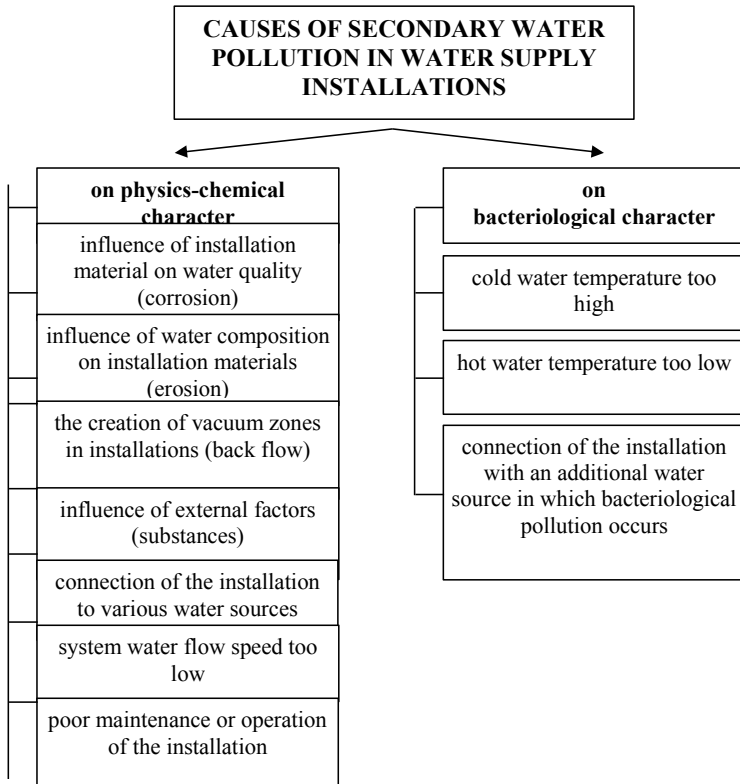 CAUSES OF SECONDARY WATER
POLLUTION IN WATER SUPPLY
INSTALLATIONS
on physics-chemical
character
influence of installation
material on water quality
(corrosion)
influence of water composition
on installation materials
(erosion)
the creation of vacuum zones
in installations (back flow)
influence of external factors
(substances)
connection of the installation
to various water sources
system water flow speed too
low
poor maintenance or operation
of the installation
on
bacteriological character
cold water temperature too
high
hot water temperature too low
connection of the installation
with an additional water
source in which bacteriological
pollution occurs